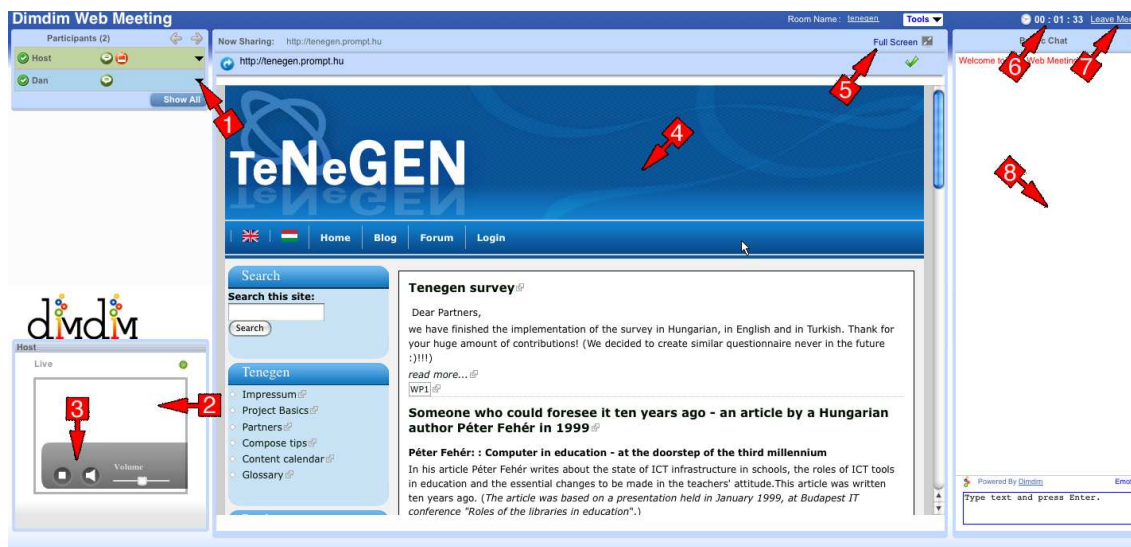 Dimdim Web Meeting
Room Name : tenegen Tools
00 : 01 : 33 Leave
Participants (2)
Host
Dan
Show All
1
Now Sharing: http://tenegen.prompt.hu
Full Screen
http://tenegen.prompt.hu
5
TeNeGEN
4
Home Blog Forum Login
Search
Search this site:
Search
Tenegen
Impressum
Project Basics
Partners
Compose tips
Content calendar
Glossary
Tenegen survey
Dear Partners,
we have finished the implementation of the survey in Hungarian, in English and in Turkish. Thank for
your huge amount of contributions! (We decided to create similar questionnaire never in the future
:)!!!)
read more...
WP1
Someone who could foresee it ten years ago - an article by a Hungarian
author Péter Fehér in 1999
Péter Fehér: : Computer in education - at the doorstep of the third millennium
In his article Péter Fehér writes about the state of ICT infrastructure in schools, the roles of ICT tools
in education and the essential changes to be made in the teachers' attitude.This article was written
ten years ago. (The article was based on a presentation held in January 1999, at Budapest IT
conference "Roles of the libraries in education".)
dimdim
Host
Live
2
3
Volume
Chat
6
7
Welcome Web Meeting
8
Powered By Dimdim
Type text and press Enter.